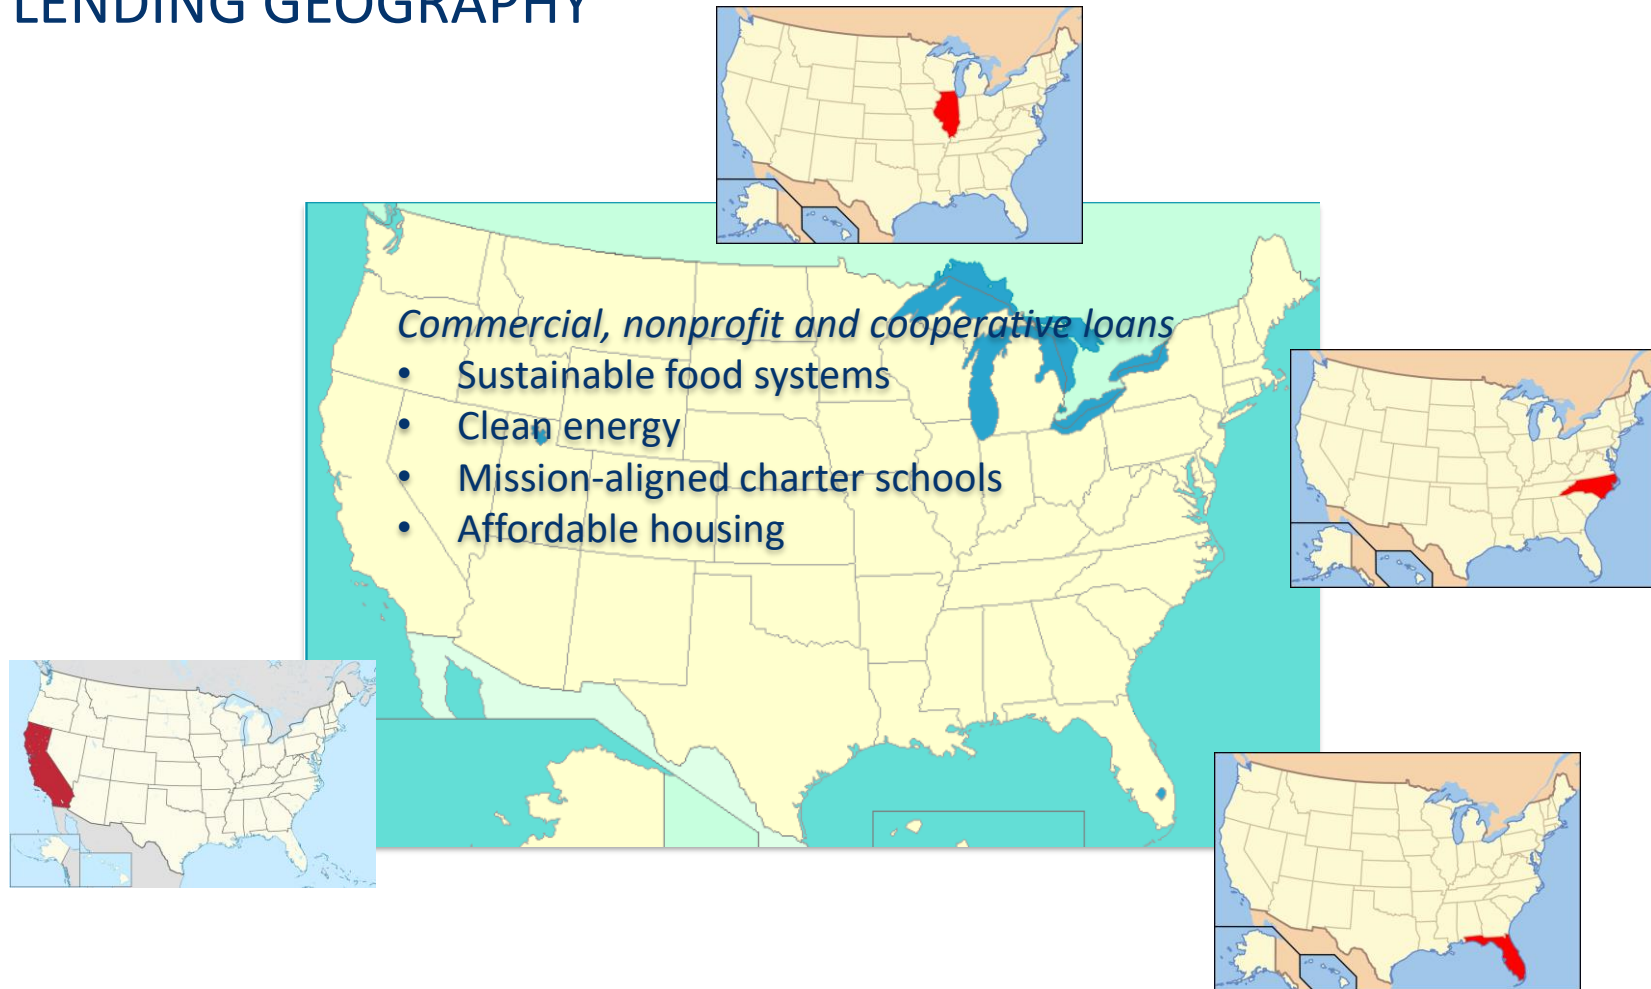 LENDING GEOGRAPHY
Commercial, nonprofit and cooperative loans
• Sustainable food systems
• Clean energy
• Mission-aligned charter schools
• Affordable housing